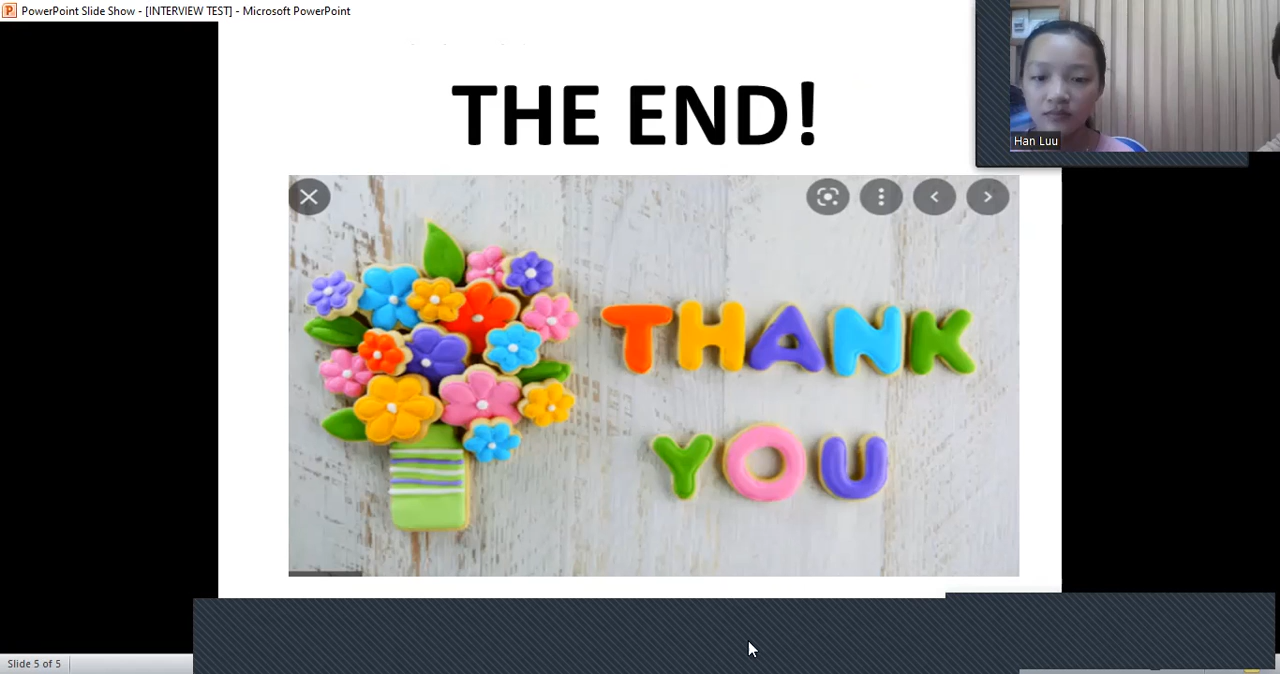 PowerPoint Slide Show - [INTERVIEW TEST] - Microsoft PowerPoint
THE END!
Han Luu
THANK
YOU
Slide 5 of 5